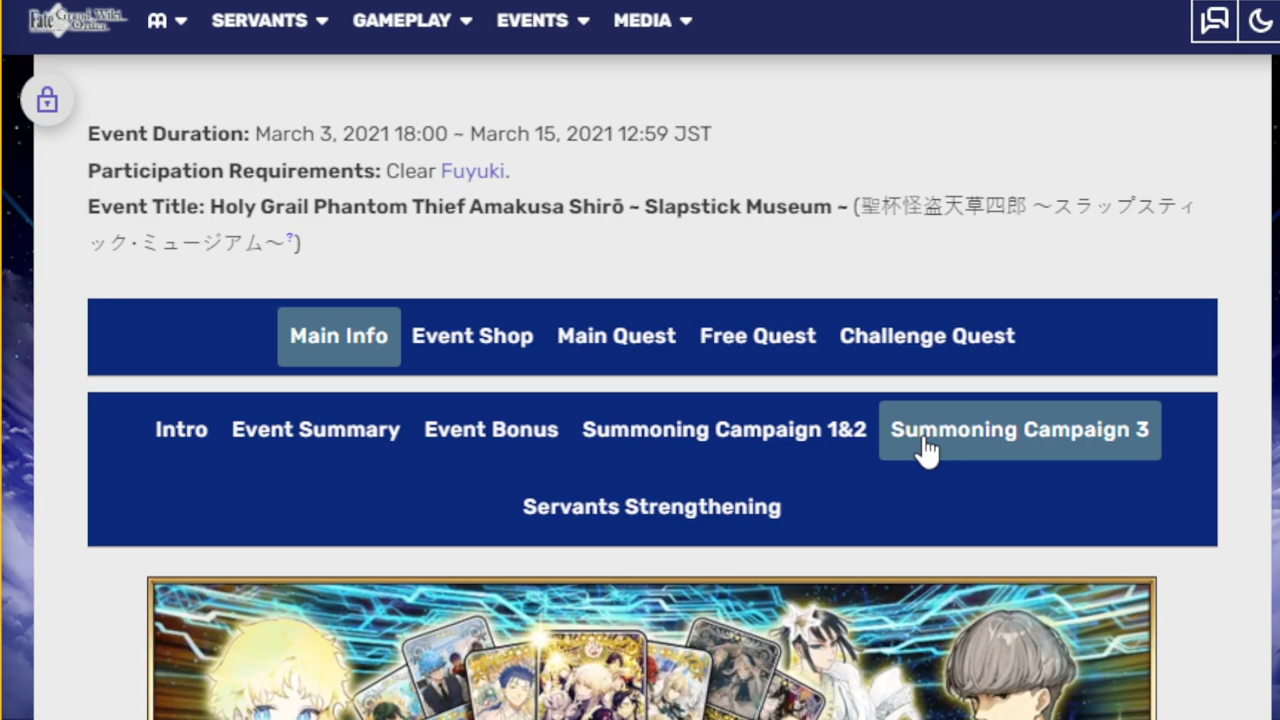 Fate Grand Wiki Order
SERVANTS GAMEPLAY EVENTS MEDIA
Event Duration: March 3, 2021 18:00 ~ March 15, 2021 12:59 JST
Participation Requirements: Clear Fuyuki.
Event Title: Holy Grail Phantom Thief Amakusa Shirō ~ Slapstick Museum ~ (聖杯怪盗天草四郎 ～スラップスティ
ック·ミュージアム～?)
Main Info Event Shop Main Quest Free Quest Challenge Quest
Intro Event Summary Event Bonus Summoning Campaign 1&2 Summoning Campaign 3
Servants Strengthening